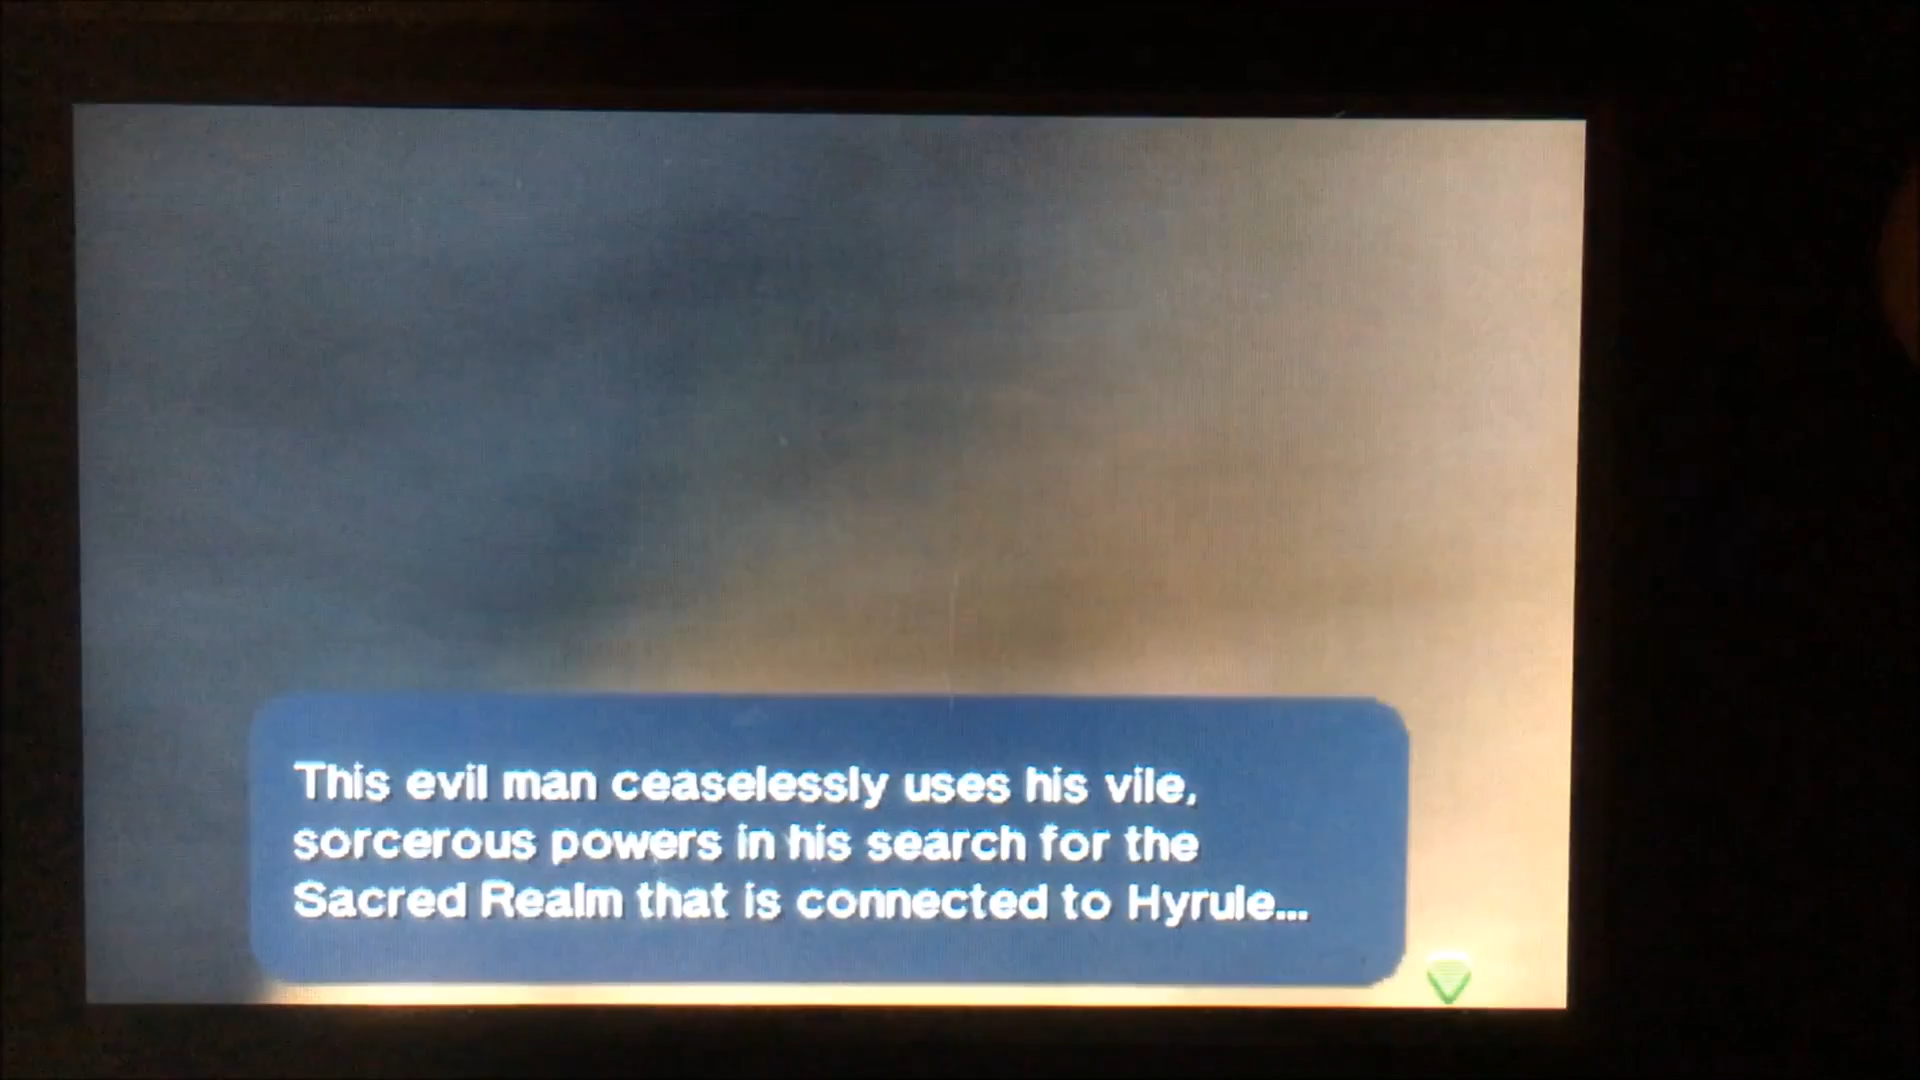 This evil man ceaselessly uses his vile,
sorcerous powers in his search for the
Sacred Realm that is connected to Hyrule...